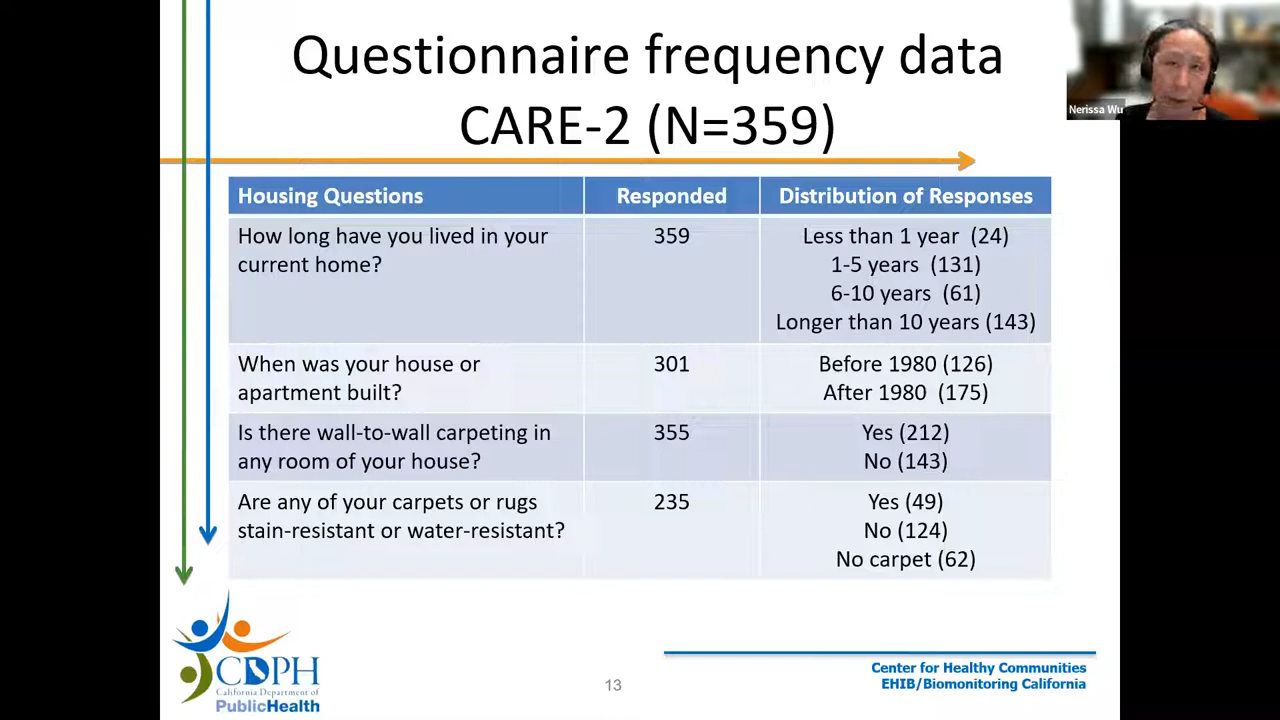 Questionnaire frequency data
CARE-2 (N=359)
Nerissa Wu
Housing Questions Responded Distribution of Responses
How long have you lived in your 359 Less than 1 year (24)
current home? 1-5 years (131)
6-10 years (61)
Longer than 10 years (143)
When was your house or 301 Before 1980 (126)
apartment built? After 1980 (175)
Is there wall-to-wall carpeting in 355 Yes (212)
any room of your house? No (143)
Are any of your carpets or rugs 235 Yes (49)
stain-resistant or water-resistant? No (124)
No carpet (62)
CDPH
California Department of
PublicHealth
13
Center for Healthy Communities
EHIB/Biomonitoring California